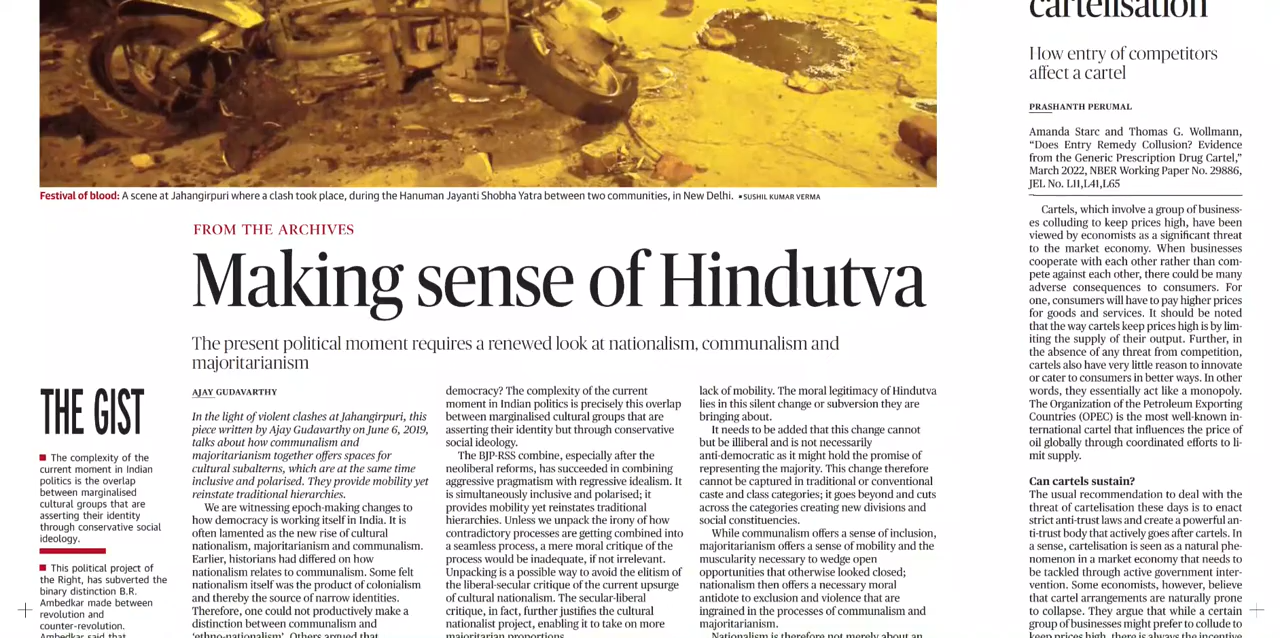 Festival of blood: A scene at Jahangirpuri where a clash took place, during the Hanuman Jayanti Shobha Yatra between two communities, in New Delhi. ▪ SUSHIL KUMAR VERMA
FROM THE ARCHIVES
Making sense of Hindutva
The present political moment requires a renewed look at nationalism, communalism and
majoritarianism
THE GIST
■ The complexity of the
current moment in Indian
politics is the overlap
between marginalised
cultural groups that are
asserting their identity
through conservative social
ideology.
■ This political project of
the Right, has subverted the
binary distinction B.R.
Ambedkar made between
revolution and
counter-revolution.
Ambedkar said that
AJAY GUDAVARTHY
In the light of violent clashes at Jahangirpuri, this
piece written by Ajay Gudavarthy on June 6, 2019,
talks about how communalism and
majoritarianism together offers spaces for
cultural subalterns, which are at the same time
inclusive and polarised. They provide mobility yet
reinstate traditional hierarchies.
We are witnessing epoch-making changes to
how democracy is working itself in India. It is
often lamented as the new rise of cultural
nationalism, majoritarianism and communalism.
Earlier, historians had differed on how
nationalism relates to communalism. Some felt
nationalism itself was the product of colonialism
and thereby the source of narrow identities.
Therefore, one could not productively make a
distinction between communalism and
'ethno-nationalism'. Others argued that
democracy? The complexity of the current
moment in Indian politics is precisely this overlap
between marginalised cultural groups that are
asserting their identity but through conservative
social ideology.
The BJP-RSS combine, especially after the
neoliberal reforms, has succeeded in combining
aggressive pragmatism with regressive idealism. It
is simultaneously inclusive and polarised; it
provides mobility yet reinstates traditional
hierarchies. Unless we unpack the irony of how
contradictory processes are getting combined into
a seamless process, a mere moral critique of the
process would be inadequate, if not irrelevant.
Unpacking is a possible way to avoid the elitism of
the liberal-secular critique of the current upsurge
of cultural nationalism. The secular-liberal
critique, in fact, further justifies the cultural
nationalist project, enabling it to take on more
majoritarian proportions.
lack of mobility. The moral legitimacy of Hindutva
lies in this silent change or subversion they are
bringing about.
It needs to be added that this change cannot
but be illiberal and is not necessarily
anti-democratic as it might hold the promise of
representing the majority. This change therefore
cannot be captured in traditional or conventional
caste and class categories; it goes beyond and cuts
across the categories creating new divisions and
social constituencies.
While communalism offers a sense of inclusion,
majoritarianism offers a sense of mobility and the
muscularity necessary to wedge open
opportunities that otherwise looked closed;
nationalism then offers a necessary moral
antidote to exclusion and violence that are
ingrained in the processes of communalism and
majoritarianism.
Nationalism is therefore not merely about an
cartelisation
How entry of competitors
affect a cartel
PRASHANTH PERUMAL
Amanda Starc and Thomas G. Wollmann,
“Does Entry Remedy Collusion? Evidence
from the Generic Prescription Drug Cartel,”
March 2022, NBER Working Paper No. 29886,
JEL No. L11,L41,L65
Cartels, which involve a group of business-
es colluding to keep prices high, have been
viewed by economists as a significant threat
to the market economy. When businesses
cooperate with each other rather than com-
pete against each other, there could be many
adverse consequences to consumers. For
one, consumers will have to pay higher prices
for goods and services. It should be noted
that the way cartels keep prices high is by lim-
iting the supply of their output. Further, in
the absence of any threat from competition,
cartels also have very little reason to innovate
or cater to consumers in better ways. In other
words, they essentially act like a monopoly.
The Organization of the Petroleum Exporting
Countries (OPEC) is the most well-known in-
ternational cartel that influences the price of
oil globally through coordinated efforts to li-
mit supply.
Can cartels sustain?
The usual recommendation to deal with the
threat of cartelisation these days is to enact
strict anti-trust laws and create a powerful an-
ti-trust body that actively goes after cartels. In
a sense, cartelisation is seen as a natural phe-
nomenon in a market economy that needs to
be tackled through active government inter-
vention. Some economists, however, believe
that cartel arrangements are naturally prone
to collapse. They argue that while a certain
group of businesses might prefer to collude to
keep prices high, there is always the incentive